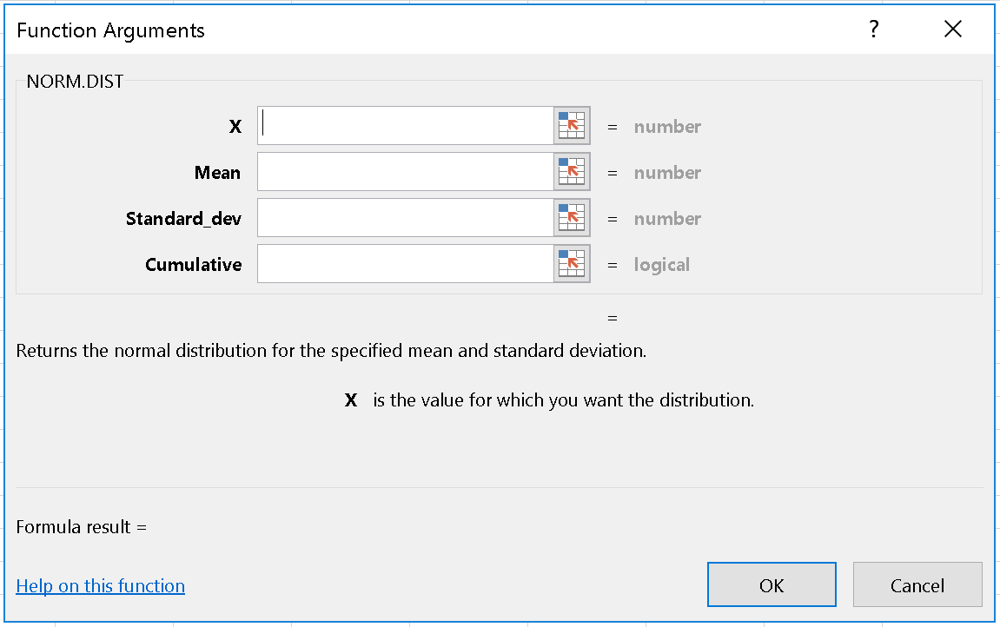 Function Arguments ?
NORM.DIST
X = number
Mean = number
Standard_dev = number
Cumulative = logical
=
Returns the normal distribution for the specified mean and standard deviation.
X is the value for which you want the distribution.
Formula result =
Help on this function OK Cancel